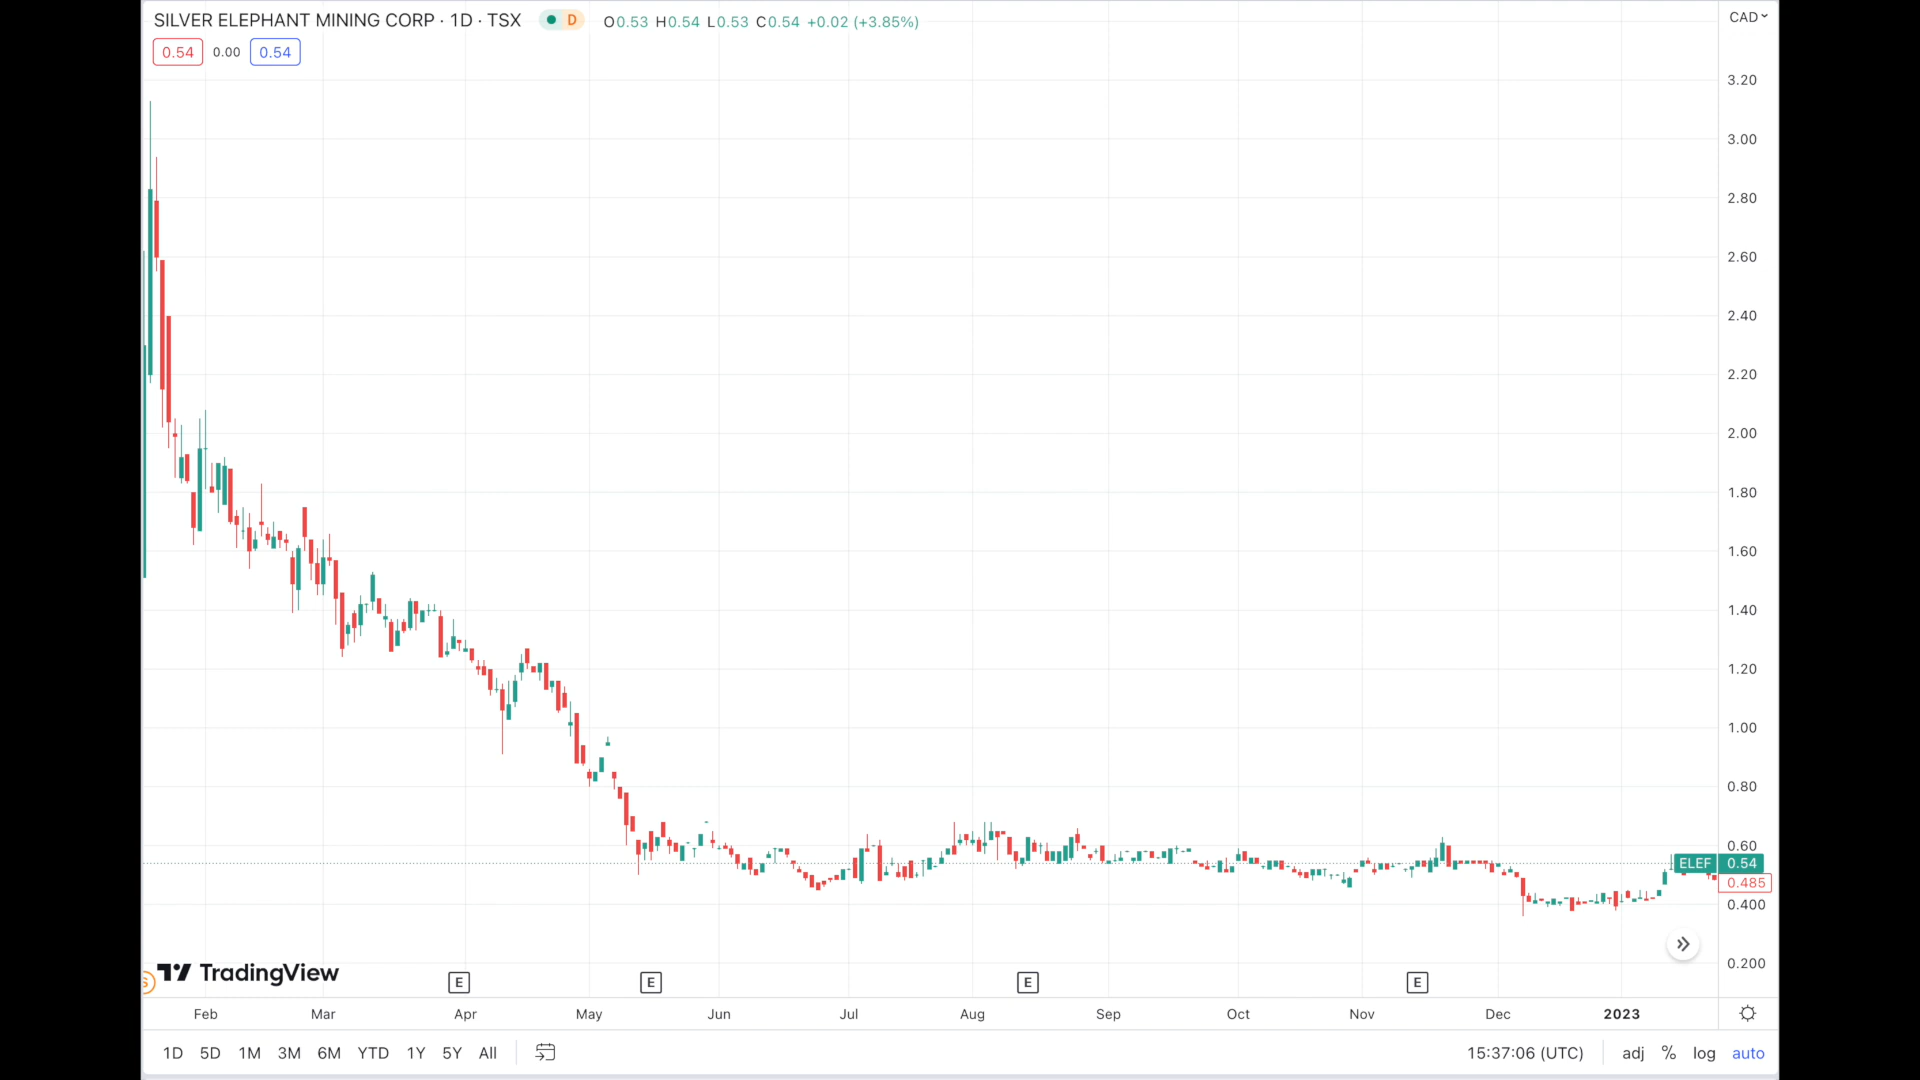 SILVER ELEPHANT MINING CORP · 1D · TSX D O0.53 H0.54 L0.53 C0.54 +0.02 (+3.85%)
CAD
0.54 0.00 0.54
3.20
3.00
2.80
2.60
2.40
2.20
2.00
1.80
1.60
1.40
1.20
1.00
0.80
0.60
ELEF 0.54
0.485
0.400
0.200
S TradingView E E E E
Feb Mar Apr May Jun Jul Aug Sep Oct Nov Dec 2023
1D 5D 1M 3M 6M YTD 1Y 5Y All 15:37:06 (UTC) adj % log auto